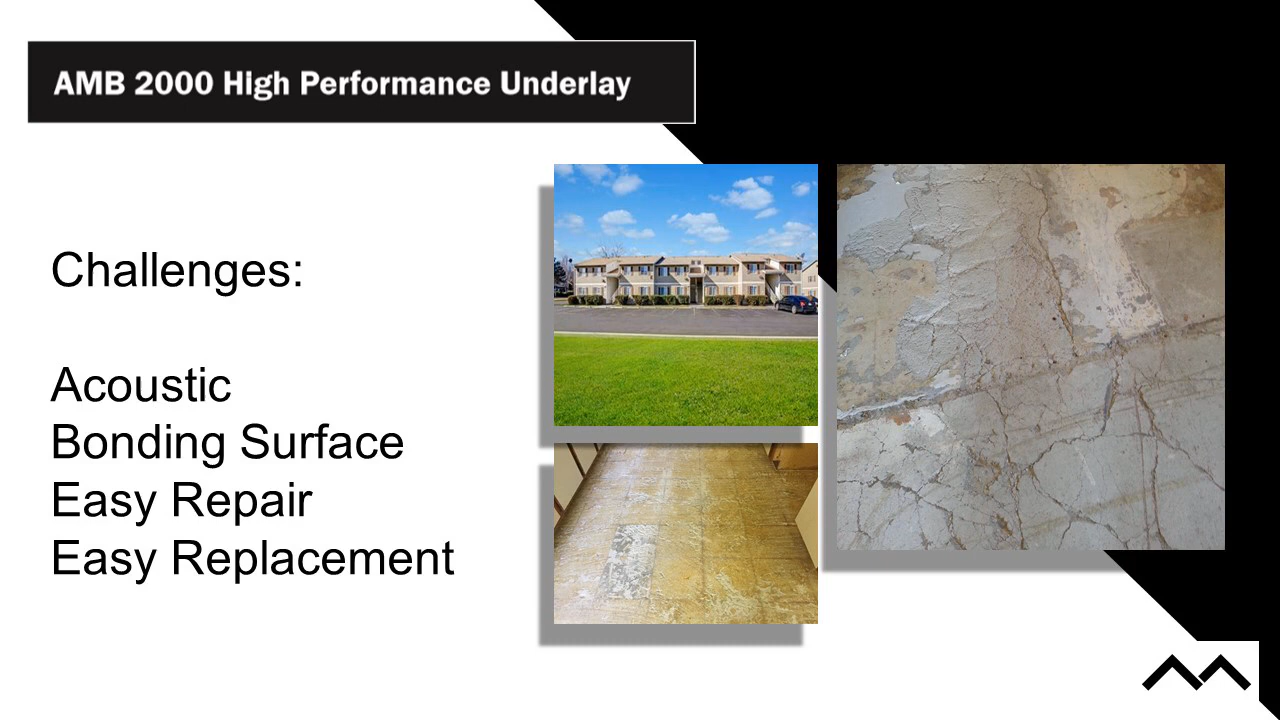 AMB 2000 High Performance Underlay
Challenges:
Acoustic
Bonding Surface
Easy Repair
Easy Replacement